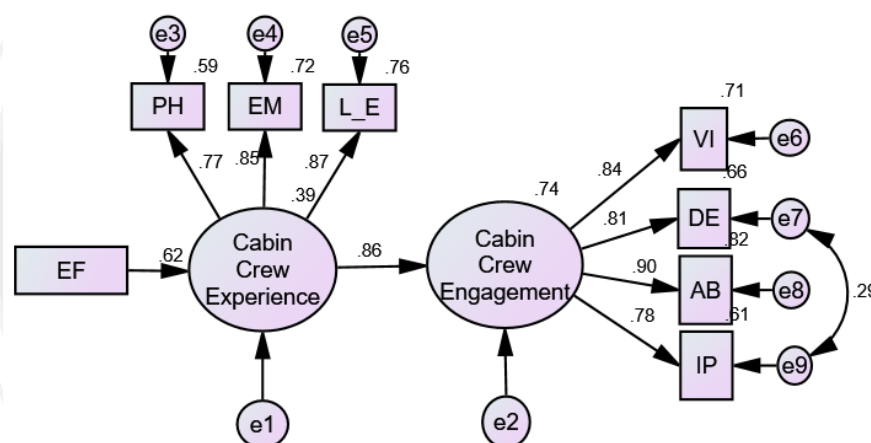 e3 e4 e5
.59 .72 .76
PH EM L_E
.77 .85 .87
.39
EF
.62
Cabin
Crew
Experience
.86
e1
.74
Cabin
Crew
Engagement
e2
.84
.81
.90
.78
.71
VI e6
.66
DE e7
.82
AB e8
.61
IP e9
.29